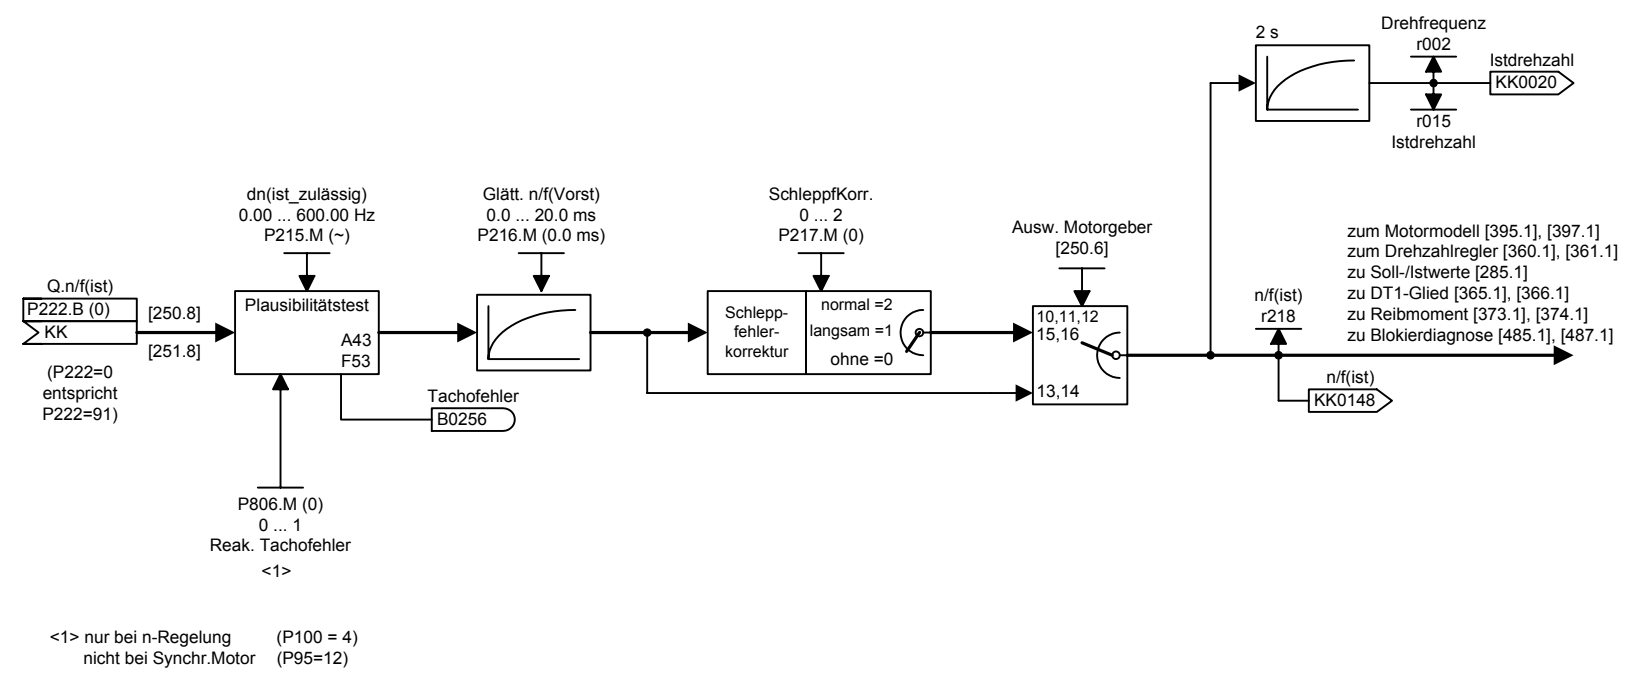 2 s
Drehfrequenz
r002
Istdrehzahl
KK0020
r015
Istdrehzahl
dn(ist_zulässig)
0.00 ... 600.00 Hz
P215.M (~)
Glätt. n/f(Vorst)
0.0 ... 20.0 ms
P216.M (0.0 ms)
SchleppfKorr.
0 ... 2
P217.M (0)
Ausw. Motorgeber
[250.6]
zum Motormodell [395.1], [397.1]
zum Drehzahlregler [360.1], [361.1]
zu Soll-/Istwerte [285.1]
zu DT1-Glied [365.1], [366.1]
zu Reibmoment [373.1], [374.1]
zu Blokierdiagnose [485.1], [487.1]
Q.n/f(ist)
P222.B (0)
KK
[250.8]
[251.8]
(P222=0
entspricht
P222=91)
Plausibilitätstest
A43
F53
Tachofehler
B0256
Schlepp-
fehler-
korrektur
normal =2
langsam =1
ohne =0
10,11,12
15,16
13,14
n/f(ist)
r218
n/f(ist)
KK0148
P806.M (0)
0 ... 1
Reak. Tachofehler
<1>
<1> nur bei n-Regelung (P100 = 4)
nicht bei Synchr.Motor (P95=12)